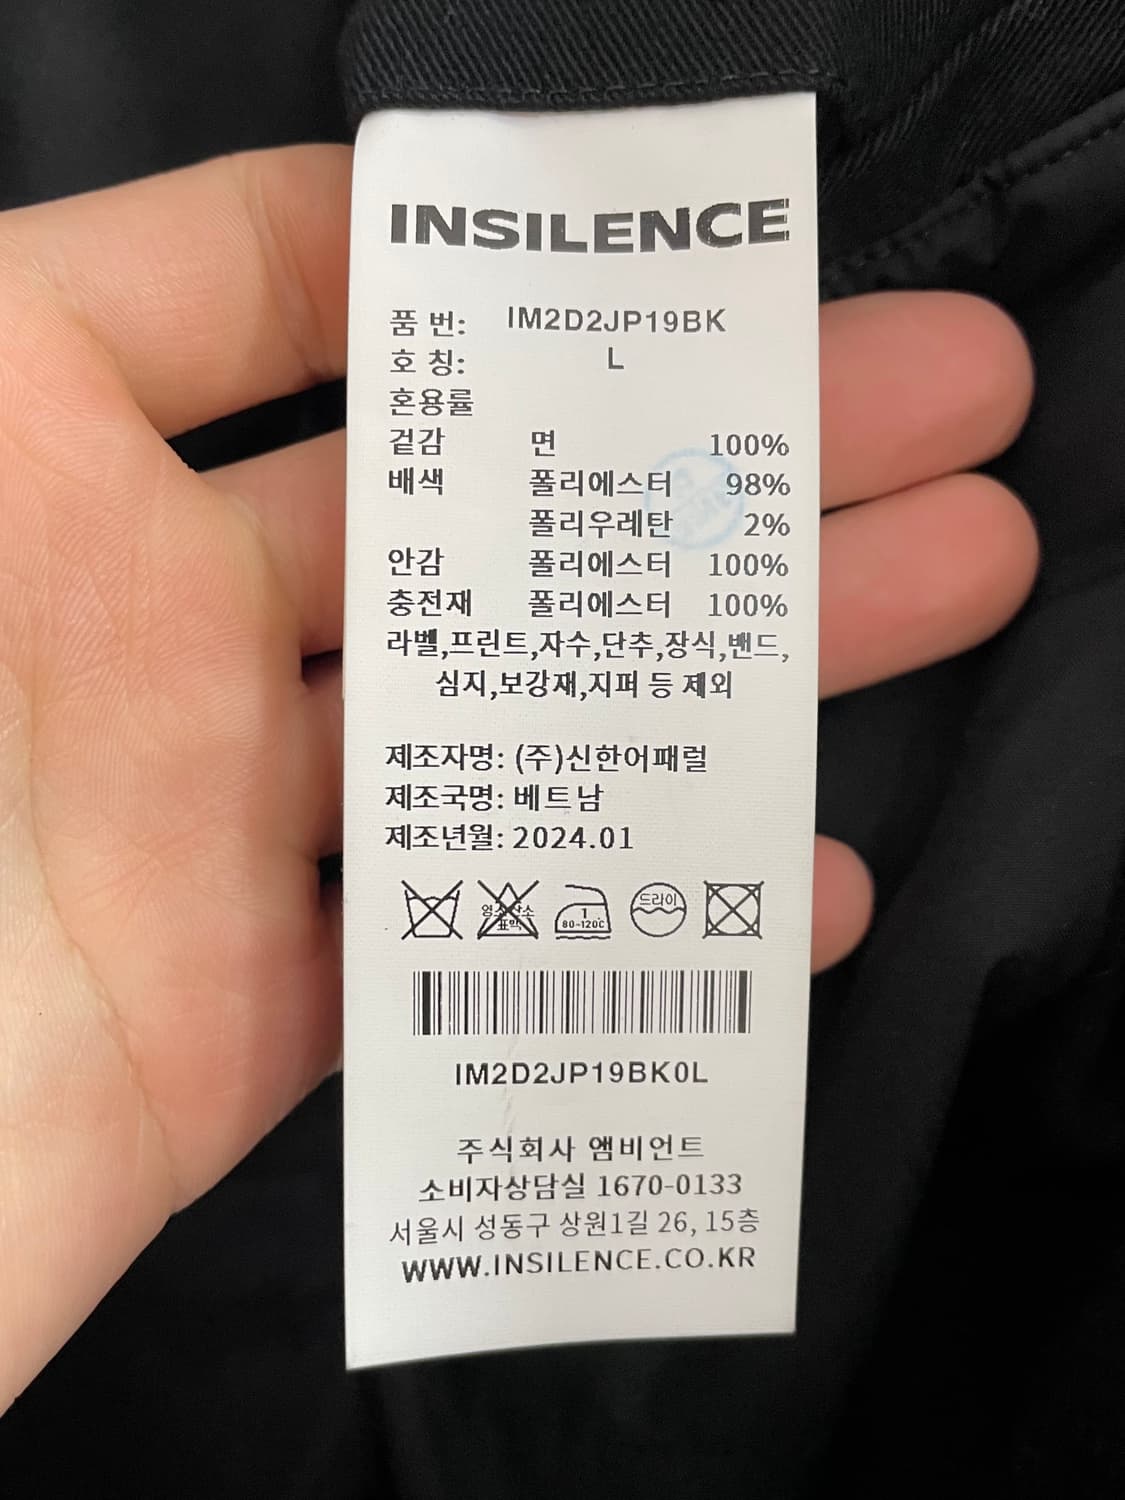 INSILENCE
품 번: IM2D2JP19BK
호 칭: L
혼용률
겉감 면 100%
배색 폴리에스터 98%
폴리우레탄 2%
안감 폴리에스터 100%
충전재 폴리에스터 100%
라벨,프린트,자수,단추,장식,밴드,
심지,보강재,지퍼 등 제외
제조자명: (주)신한어패럴
제조국명: 베트남
제조년월: 2024.01
1 드라이
80~120℃
IM2D2JP19BK0L
주식회사 앰비언트
소비자상담실 1670-0133
서울시 성동구 상원1길 26, 15층
WWW.INSILENCE.CO.KR